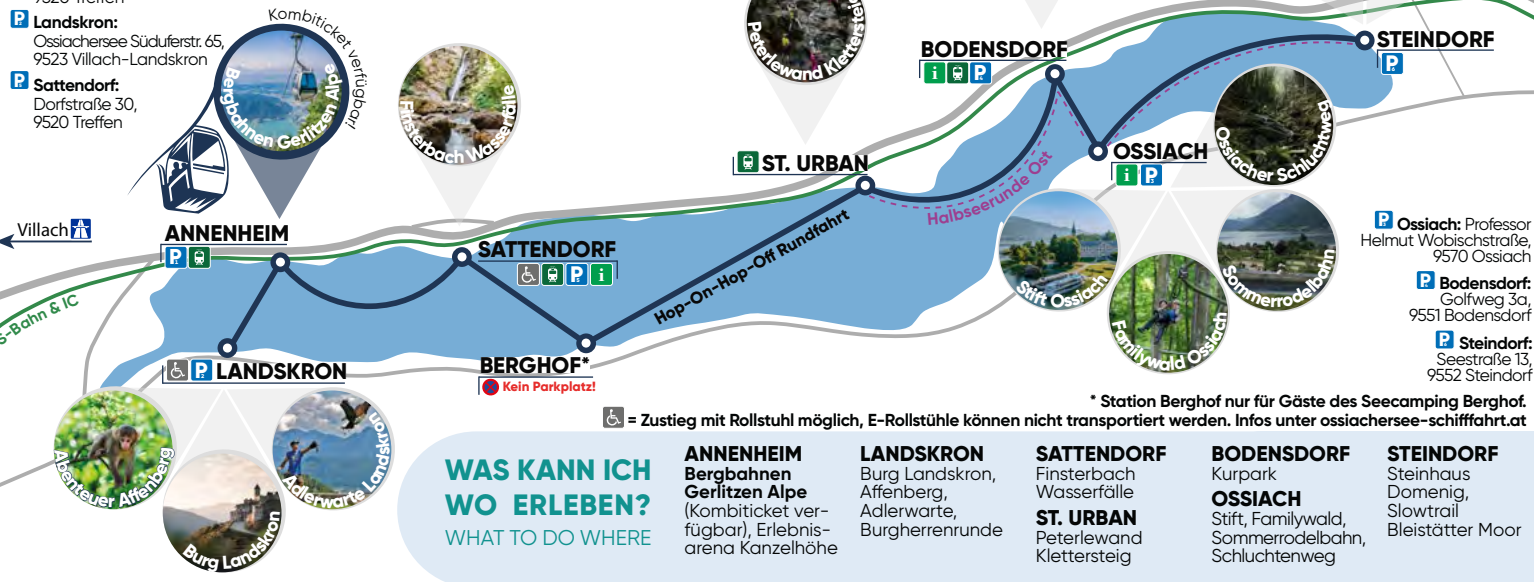 9520 Treffen
P Landskron:
Ossiachersee Süduferstr. 65,
9523 Villach-Landskron
P Sattendorf:
Dorfstraße 30,
9520 Treffen
Kombiticket verfügbar!
Bergbahnen Gerlitzen Alpe
Finsterbach Wasserfälle
Peterlewand Klettersteig
BODENSDORF
i P
STEINDORF
P
ST. URBAN
OSSIACH
i P
Ossiacher Schluchtweg
Villach
ANNENHEIM
P
SATTENDORF
P i
S-Bahn & IC
Hop-On-Hop-Off Rundfahrt
Halbseerunde Ost
Stift Ossiach
Familywald Ossiach
Sommerrodelbahn
P Ossiach: Professor
Helmut Wobischstraße,
9570 Ossiach
P Bodensdorf:
Golfweg 3a,
9551 Bodensdorf
P Steindorf:
Seestraße 13,
9552 Steindorf
P LANDSKRON
BERGHOF*
Kein Parkplatz!
Abenteuer Affenberg
Burg Landskron
Adlerwarte Landskron
* Station Berghof nur für Gäste des Seecamping Berghof.
= Zustieg mit Rollstuhl möglich, E-Rollstühle können nicht transportiert werden. Infos unter ossiachersee-schifffahrt.at
WAS KANN ICH
WO ERLEBEN?
WHAT TO DO WHERE
ANNENHEIM
Bergbahnen
Gerlitzen Alpe
(Kombiticket ver-
fügbar), Erlebnis-
arena Kanzelhöhe
LANDSKRON
Burg Landskron,
Affenberg,
Adlerwarte,
Burgherrenrunde
SATTENDORF
Finsterbach
Wasserfälle
ST. URBAN
Peterlewand
Klettersteig
BODENSDORF
Kurpark
OSSIACH
Stift, Familywald,
Sommerrodelbahn,
Schluchtenweg
STEINDORF
Steinhaus
Domenig,
Slowtrail
Bleistätter Moor